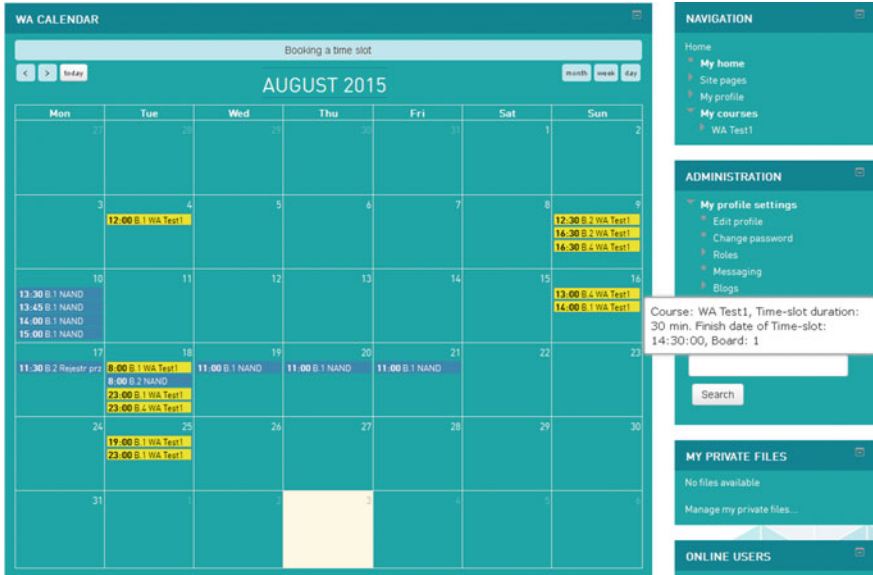 WA CALENDAR
Booking a time slot
< > today
AUGUST 2015
month week day
Mon Tue Wed Thu Fri Sat Sun
27 28 29 30 31 1 2
3 4 5 6 7 8 9
12:00 B.1 WA Test1
12:30 B.2 WA Test1
16:30 B.2 WA Test1
16:30 B.4 WA Test1
10 11 12 13 14 15 16
13:30 B.1 NAND
13:45 B.1 NAND
14:00 B.1 NAND
15:00 B.1 NAND
13:00 B.4 WA Test1
14:00 B.1 WA Test1
17 18 19 20 21 22 23
11:30 B.2 Rejestr prz
8:00 B.1 WA Test1
8:00 B.2 NAND
23:00 B.1 WA Test1
23:00 B.4 WA Test1
11:00 B.1 NAND
11:00 B.1 NAND
11:00 B.1 NAND
24 25 26 27 28 29 30
19:00 B.1 WA Test1
23:00 B.1 WA Test1
31 1 2 3 4 5 6
NAVIGATION
Home
My home
Site pages
My profile
My courses
WA Test1
ADMINISTRATION
My profile settings
Edit profile
Change password
Roles
Messaging
Blogs
Course: WA Test1, Time-slot duration:
30 min. Finish date of Time-slot:
14:30:00, Board: 1
Search
MY PRIVATE FILES
No files available
Manage my private files...
ONLINE USERS